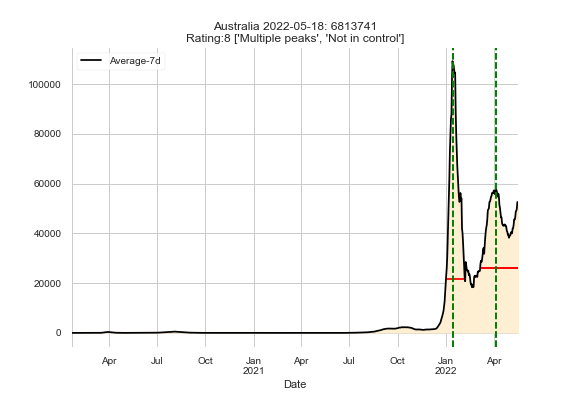 Australia 2022-05-18: 6813741
Rating:8 ['Multiple peaks', 'Not in control']
Average-7d
100000
80000
60000
40000
20000
0
Apr Jul Oct Jan Apr Jul Oct Jan Apr
2021 2022
Date